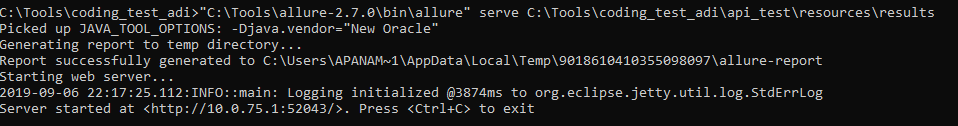 C:\Tools\coding_test_adi>"C:\Tools\allure-2.7.0\bin\allure" serve C:\Tools\coding_test_adi\api_test\resources\results
Picked up JAVA_TOOL_OPTIONS: -Djava.vendor="New Oracle"
Generating report to temp directory...
Report successfully generated to C:\Users\APANAM~1\AppData\Local\Temp\9018610410355098097\allure-report
Starting web server...
2019-09-06 22:17:25.112:INFO::main: Logging initialized @3874ms to org.eclipse.jetty.util.log.StdErrLog
Server started at <http://10.0.75.1:52043/>. Press <Ctrl+C> to exit